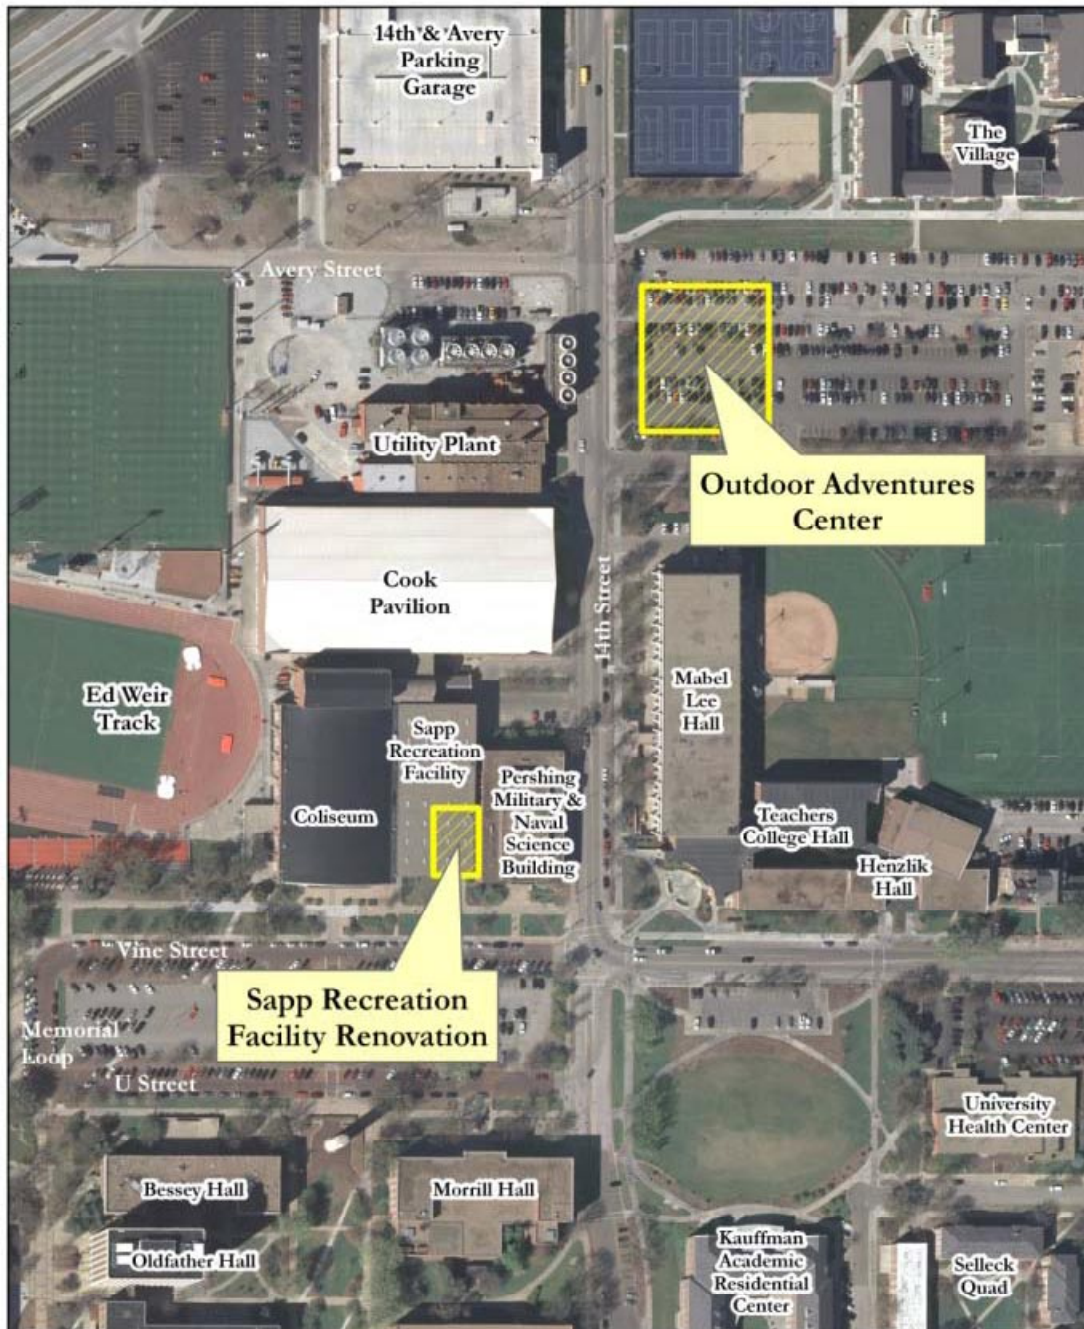 14th & Avery
Parking
Garage
The
Village
Avery Street
Utility Plant
Outdoor Adventures
Center
Cook
Pavilion
14th Street
Ed Weir
Track
Mabel
Lee
Hall
Sapp
Recreation
Facility
Coliseum
Pershing
Military &
Naval
Science
Building
Teachers
College Hall
Henzlik
Hall
Vine Street
Sapp Recreation
Facility Renovation
Memorial
Loop
U Street
University
Health Center
Bessey Hall
Morrill Hall
Oldfather Hall
Kauffman
Academic
Residential
Center
Selleck
Quad